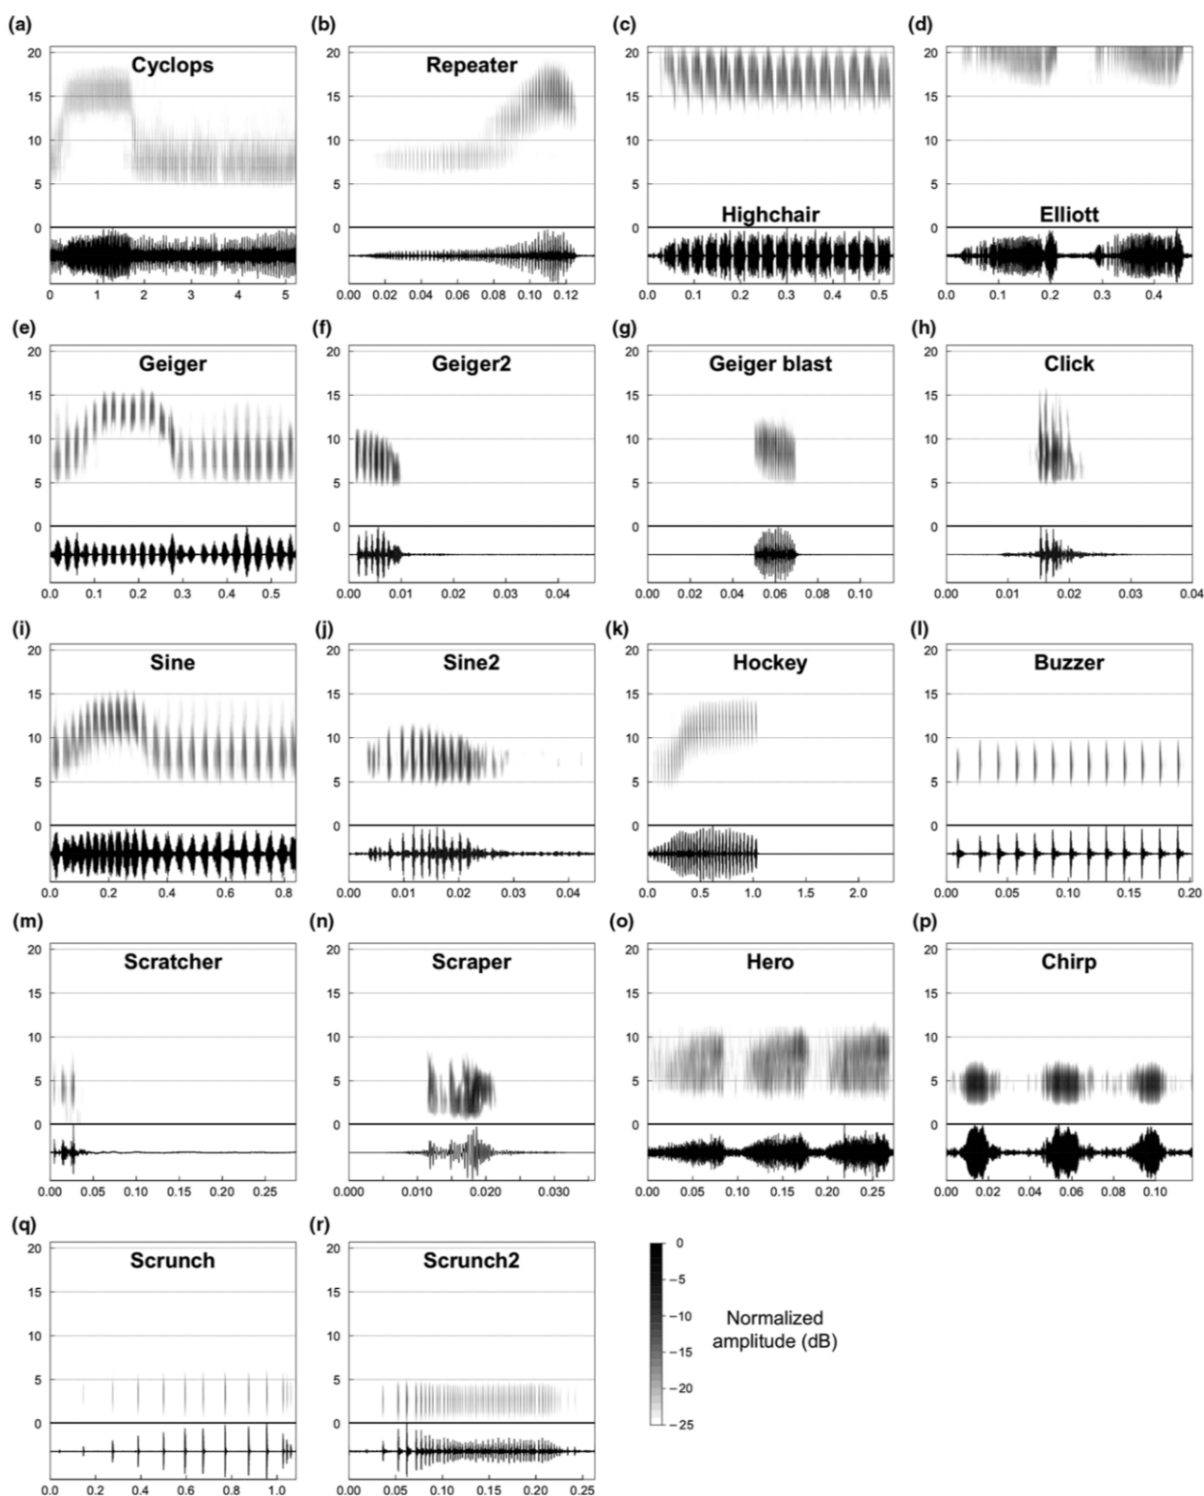 (a) (b) (c) (d)
Cyclops Repeater Highchair Elliott
20 20 20 20
15 15 15 15
10 10 10 10
5 5 5 5
0 0 0 0
0 1 2 3 4 5 0.00 0.02 0.04 0.06 0.08 0.10 0.12 0.0 0.1 0.2 0.3 0.4 0.5 0.0 0.1 0.2 0.3 0.4
(e) (f) (g) (h)
Geiger Geiger2 Geiger blast Click
20 20 20 20
15 15 15 15
10 10 10 10
5 5 5 5
0 0 0 0
0.0 0.1 0.2 0.3 0.4 0.5 0.00 0.01 0.02 0.03 0.04 0.00 0.02 0.04 0.06 0.08 0.10 0.00 0.01 0.02 0.03 0.04
(i) (j) (k) (l)
Sine Sine2 Hockey Buzzer
20 20 20 20
15 15 15 15
10 10 10 10
5 5 5 5
0 0 0 0
0.0 0.2 0.4 0.6 0.8 0.00 0.01 0.02 0.03 0.04 0.0 0.5 1.0 1.5 2.0 0.00 0.05 0.10 0.15 0.20
(m) (n) (o) (p)
Scratcher Scraper Hero Chirp
20 20 20 20
15 15 15 15
10 10 10 10
5 5 5 5
0 0 0 0
0.00 0.05 0.10 0.15 0.20 0.25 0.000 0.010 0.020 0.030 0.00 0.05 0.10 0.15 0.20 0.25 0.00 0.02 0.04 0.06 0.08 0.10
(q) (r)
Scrunch Scrunch2
20 20
15 15
10 10
5 5
0 0
0.0 0.2 0.4 0.6 0.8 1.0 0.00 0.05 0.10 0.15 0.20 0.25
0
−5
−10
−15
−20
−25
Normalized
amplitude (dB)